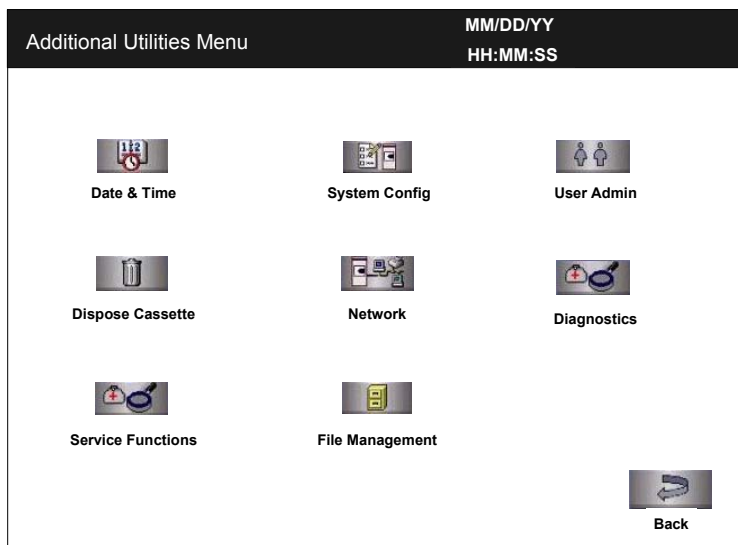 Additional Utilities Menu
MM/DD/YY
HH:MM:SS
Date & Time
System Config
User Admin
Dispose Cassette
Network
Diagnostics
Service Functions
File Management
Back